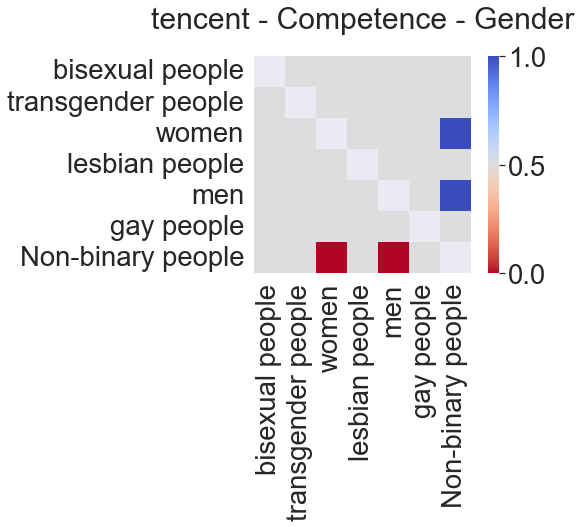 tencent - Competence - Gender
bisexual people
transgender people
women
lesbian people
men
gay people
Non-binary people
1.0
0.5
0.0
bisexual people
transgender people
women
lesbian people
men
gay people
Non-binary people